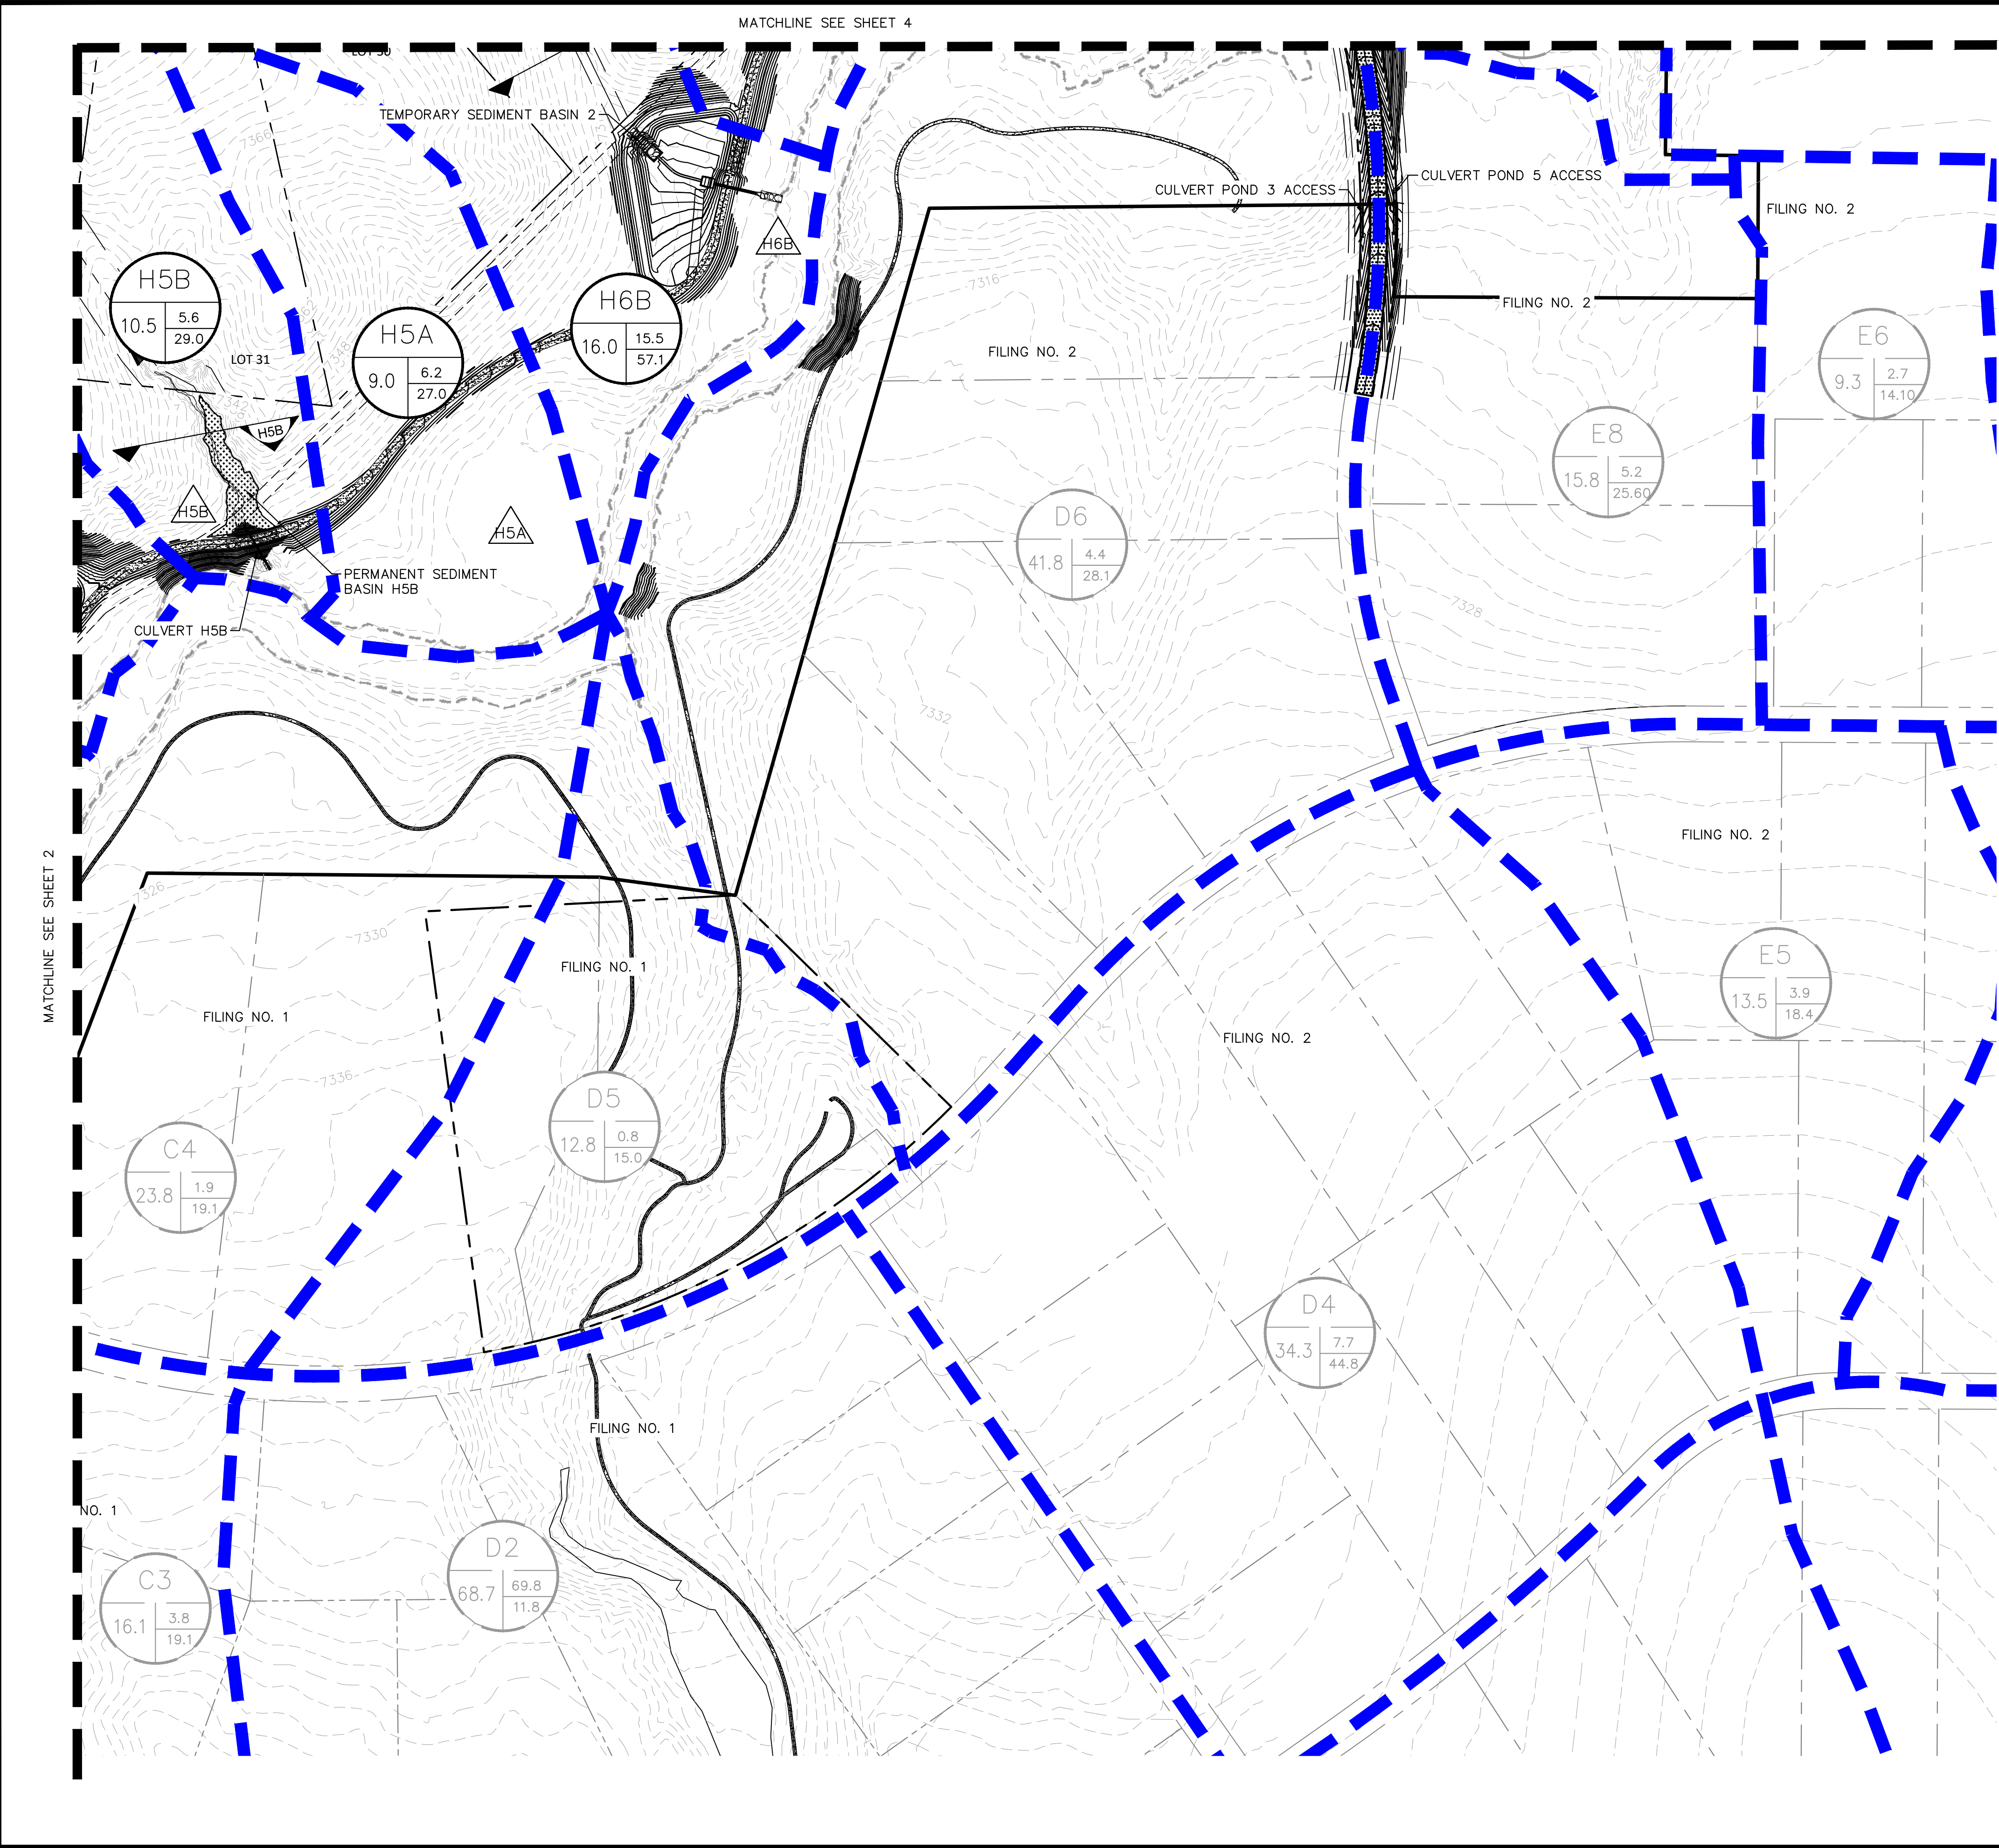 MATCHLINE SEE SHEET 4
TEMPORARY SEDIMENT BASIN 2
7366
CULVERT POND 3 ACCESS
CULVERT POND 5 ACCESS
FILING NO. 2
H6B
H5B
10.5
5.6
29.0
H5A
9.0
6.2
27.0
H6B
16.0
15.5
57.1
7316
FILING NO. 2
FILING NO. 2
LOT 31
E6
9.3
2.7
14.10
H5B
E8
15.8
5.2
25.60
H5B
H5A
D6
41.8
4.4
28.1
PERMANENT SEDIMENT
BASIN H5B
CULVERT H5B
7328
7332
FILING NO. 2
MATCHLINE SEE SHEET 2
7326
7330
FILING NO. 1
FILING NO. 1
E5
13.5
3.9
18.4
FILING NO. 2
7336
D5
12.8
0.8
15.0
C4
23.8
1.9
19.1
D4
34.3
7.7
44.8
FILING NO. 1
NO. 1
D2
68.7
69.8
11.8
C3
16.1
3.8
19.1